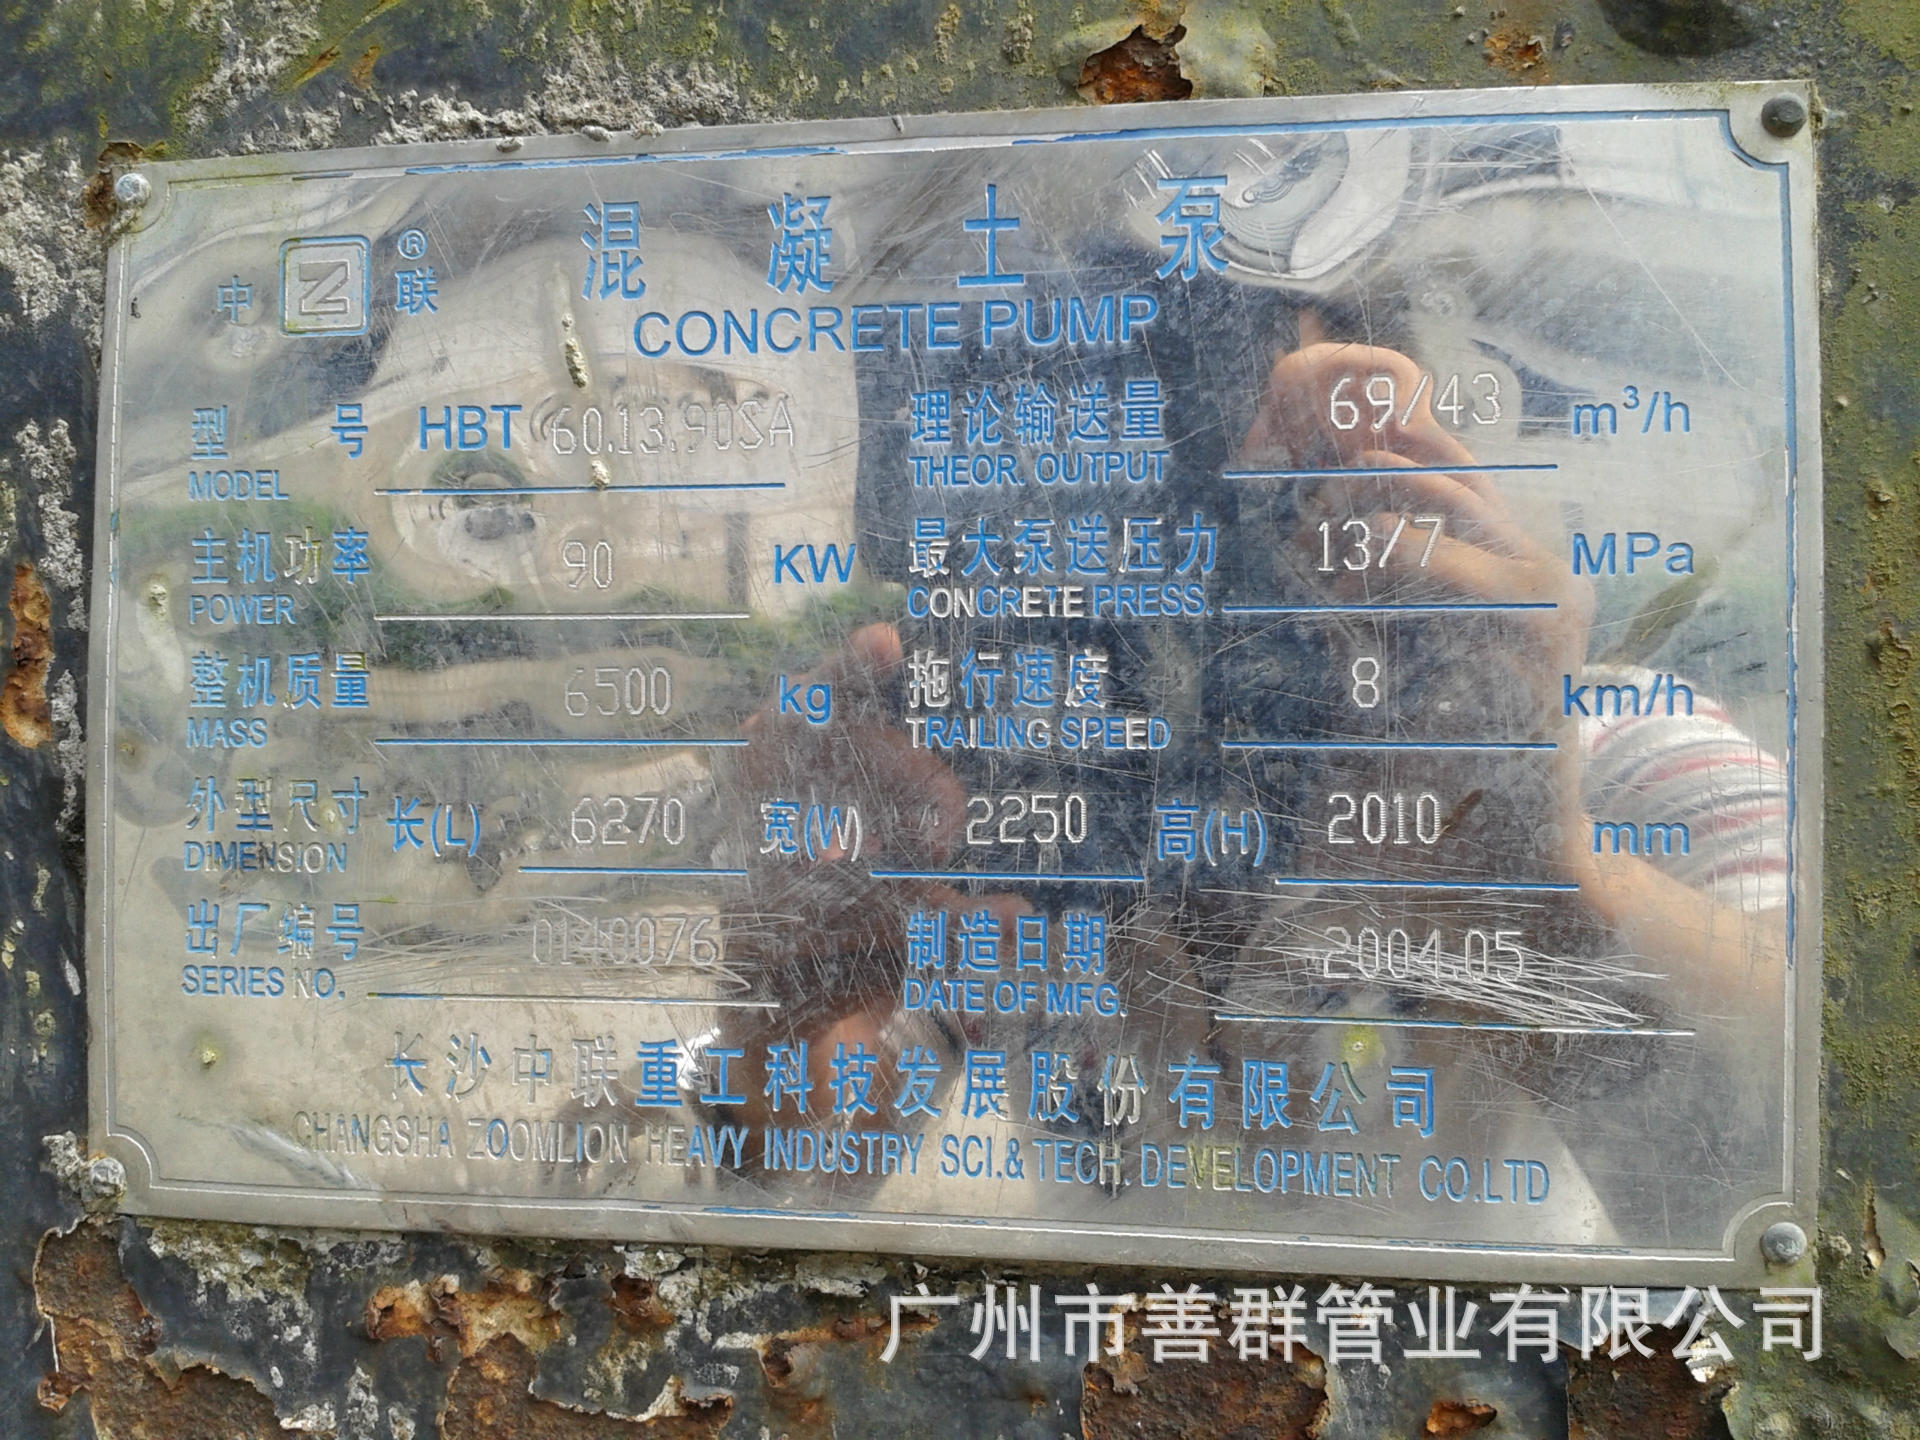 混凝土泵
中 Z 联 ®
CONCRETE PUMP
型号 HBT 60.13.90SA 理论输送量 69/43 m³/h
MODEL THEOR. OUTPUT
主机功率 90 KW 最大泵送压力 13/7 MPa
POWER CONCRETE PRESS.
整机质量 6500 kg 拖行速度 8 km/h
MASS TRAILING SPEED
外型尺寸 长(L) 6270 宽(W) 2250 高(H) 2010 mm
DIMENSION
出厂编号 0140076 制造日期 2004.05
SERIES NO. DATE OF MFG.
长沙中联重工科技发展股份有限公司
CHANGSHA ZOOMLION HEAVY INDUSTRY SCI.& TECH. DEVELOPMENT CO.LTD
广州市善群管业有限公司